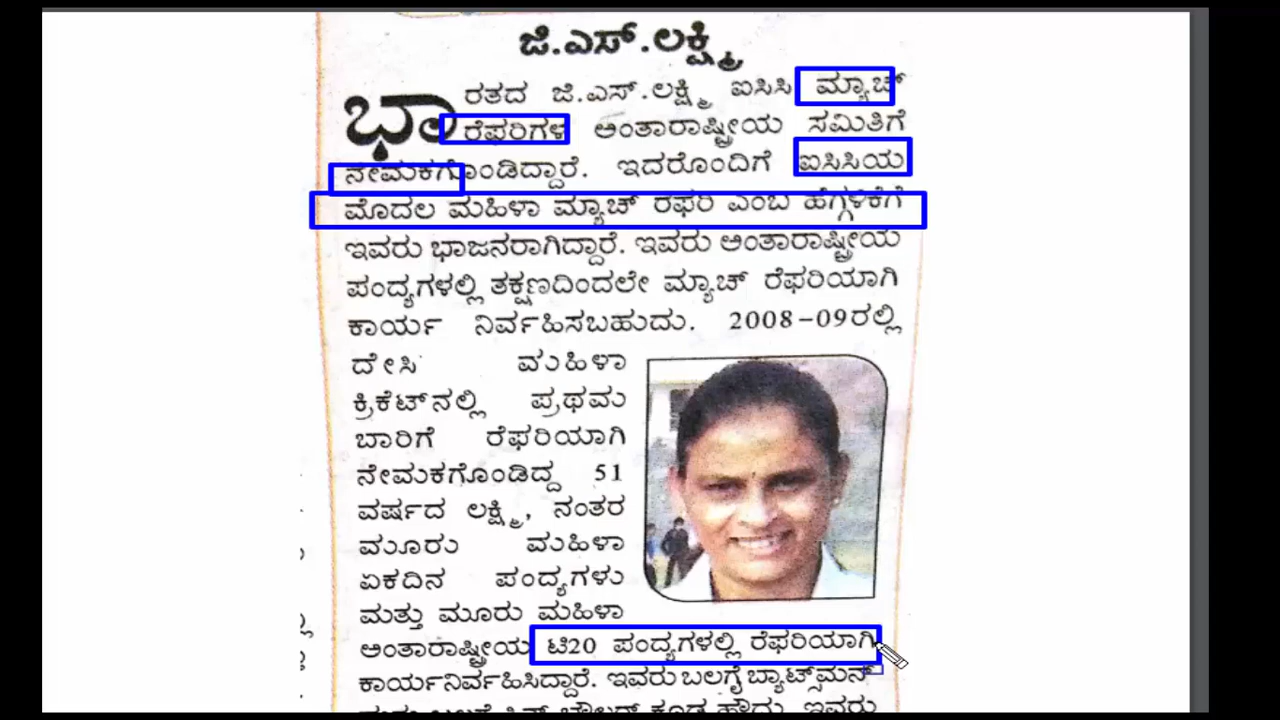 ಜಿ.ಎಸ್.ಲಕ್ಷ್ಮಿ
ಭಾರತದ ಜಿ.ಎಸ್.ಲಕ್ಷ್ಮಿ ಐಸಿಸಿ ಮ್ಯಾಚ್
ರೆಫರಿಗಳ ಅಂತಾರಾಷ್ಟ್ರೀಯ ಸಮಿತಿಗೆ
ನೇಮಕಗೊಂಡಿದ್ದಾರೆ. ಇದರೊಂದಿಗೆ ಐಸಿಸಿಯ
ಮೊದಲ ಮಹಿಳಾ ಮ್ಯಾಚ್ ರೆಫರಿ ಎಂಬ ಹೆಗ್ಗಳಿಕೆಗೆ
ಇವರು ಭಾಜನರಾಗಿದ್ದಾರೆ. ಇವರು ಅಂತಾರಾಷ್ಟ್ರೀಯ
ಪಂದ್ಯಗಳಲ್ಲಿ ತಕ್ಷಣದಿಂದಲೇ ಮ್ಯಾಚ್ ರೆಫರಿಯಾಗಿ
ಕಾರ್ಯ ನಿರ್ವಹಿಸಬಹುದು. 2008-09ರಲ್ಲಿ
ದೇಸಿ ಮಹಿಳಾ
ಕ್ರಿಕೆಟ್‌ನಲ್ಲಿ ಪ್ರಥಮ
ಬಾರಿಗೆ ರೆಫರಿಯಾಗಿ
ನೇಮಕಗೊಂಡಿದ್ದ 51
ವರ್ಷದ ಲಕ್ಷ್ಮಿ, ನಂತರ
ಮೂರು ಮಹಿಳಾ
ಏಕದಿನ ಪಂದ್ಯಗಳು
ಮತ್ತು ಮೂರು ಮಹಿಳಾ
ಅಂತಾರಾಷ್ಟ್ರೀಯ ಟಿ20 ಪಂದ್ಯಗಳಲ್ಲಿ ರೆಫರಿಯಾಗಿ
ಕಾರ್ಯನಿರ್ವಹಿಸಿದ್ದಾರೆ. ಇವರು ಬಲಗೈ ಬ್ಯಾಟ್ಸ್‌ಮನ್